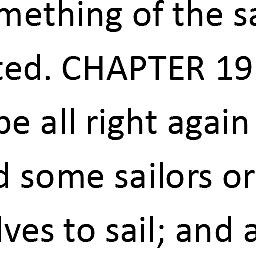 mething of the sa
ted. CHAPTER 19
be all right again
d some sailors or
lves to sail; and a